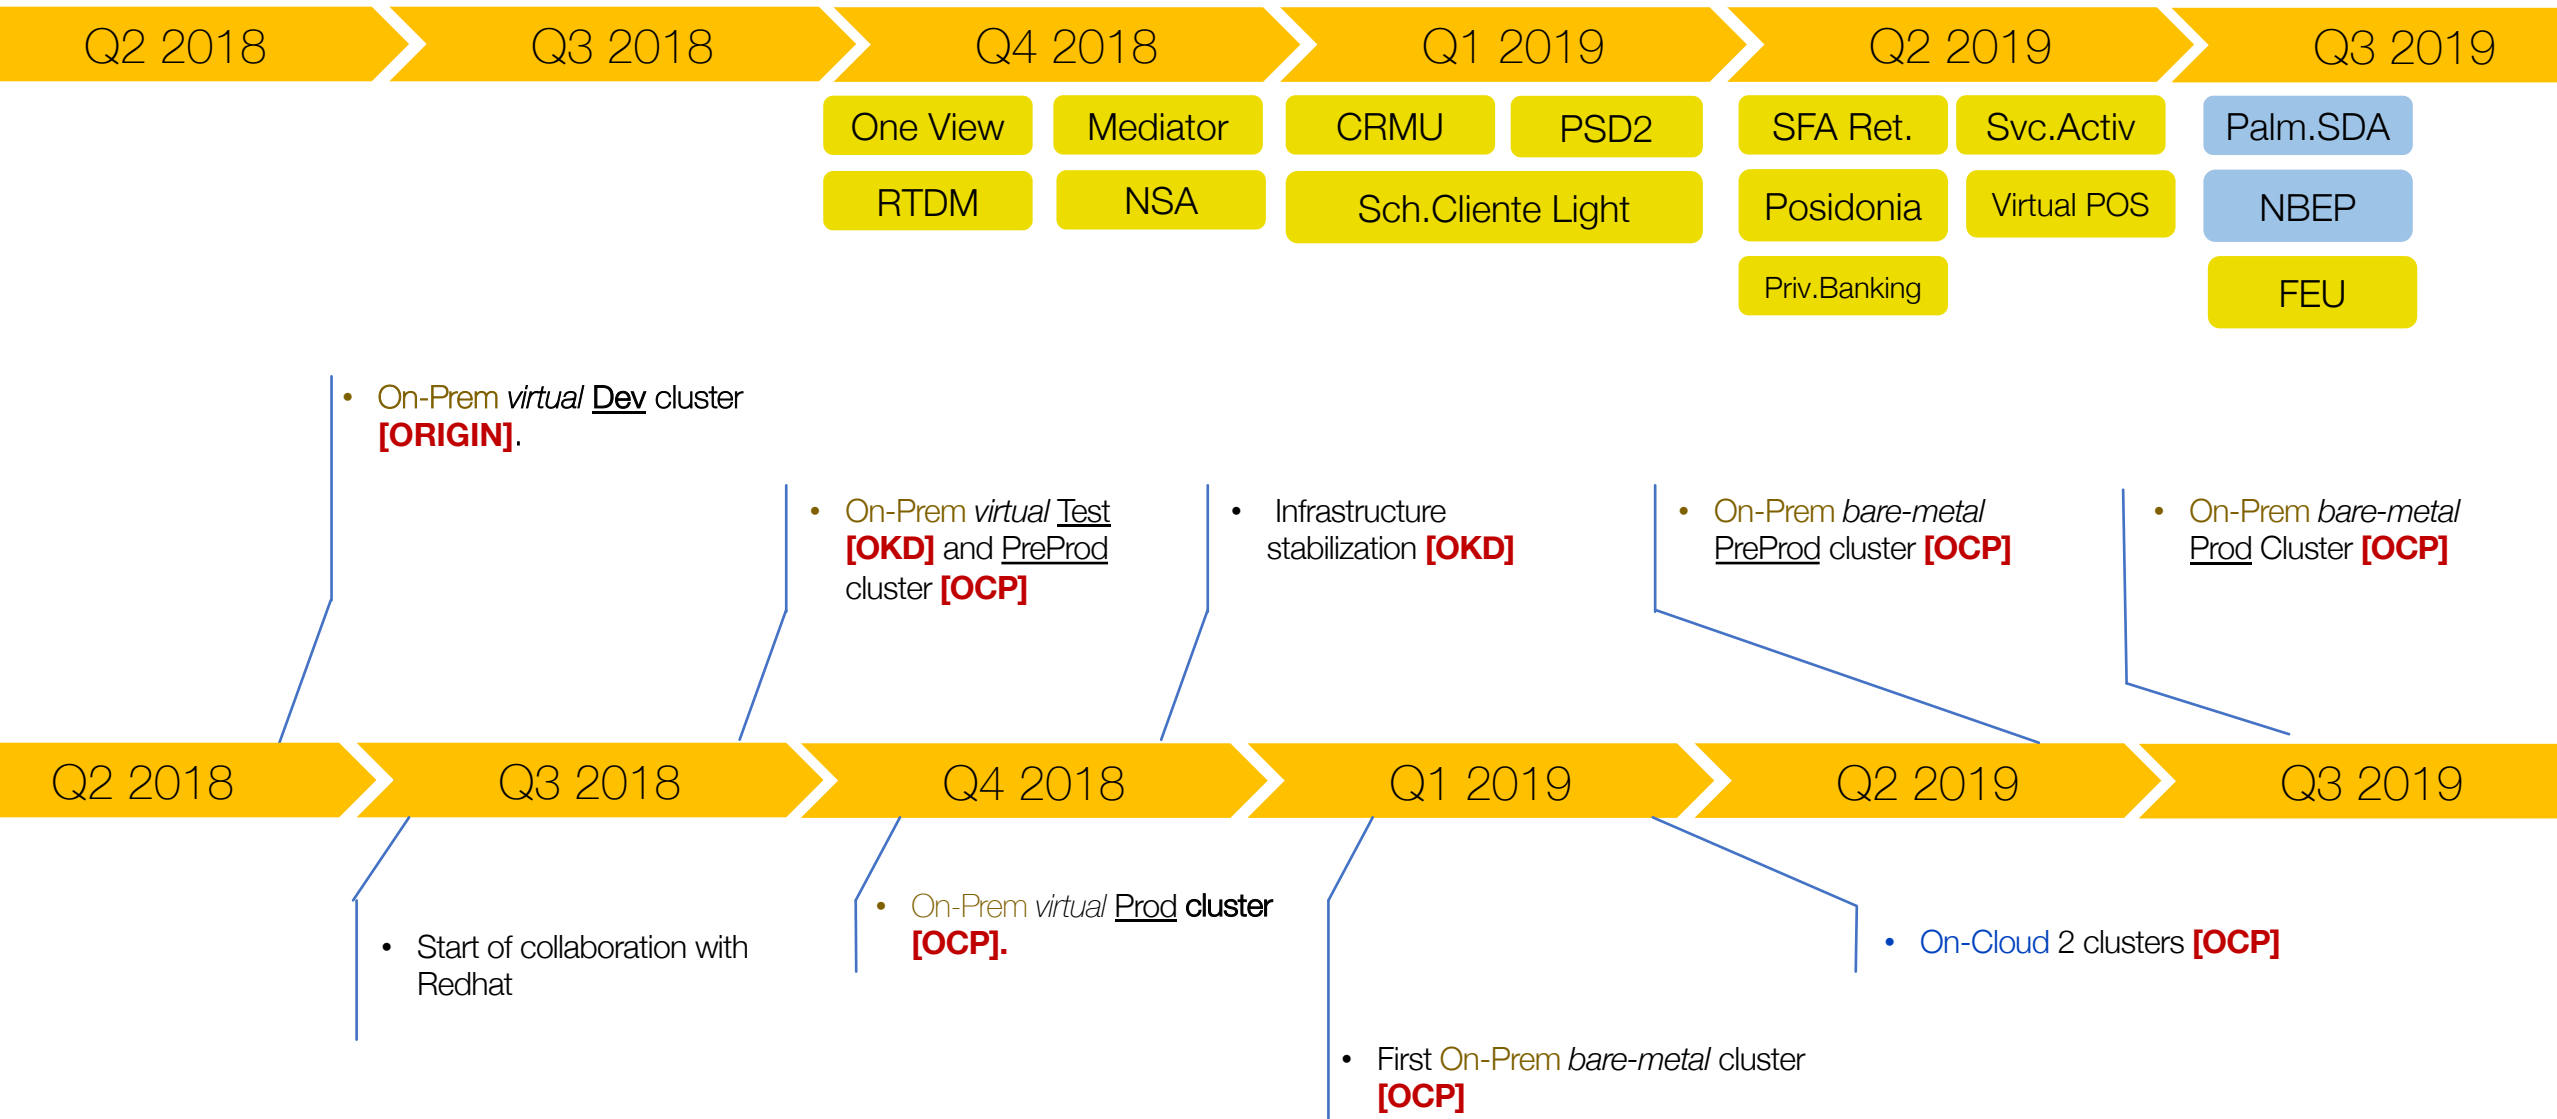 Q2 2018
Q3 2018
Q4 2018
Q1 2019
Q2 2019
Q3 2019
One View
Mediator
CRMU
PSD2
SFA Ret.
Svc.Activ
Palm.SDA
RTDM
NSA
Sch.Cliente Light
Posidonia
Virtual POS
NBEP
Priv.Banking
FEU
• On-Prem virtual Dev cluster
[ORIGIN].
• On-Prem virtual Test
[OKD] and PreProd
cluster [OCP]
• Infrastructure
stabilization [OKD]
• On-Prem bare-metal
PreProd cluster [OCP]
• On-Prem bare-metal
Prod Cluster [OCP]
Q2 2018
Q3 2018
Q4 2018
Q1 2019
Q2 2019
Q3 2019
• Start of collaboration with
Redhat
• On-Prem virtual Prod cluster
[OCP].
• First On-Prem bare-metal cluster
[OCP]
• On-Cloud 2 clusters [OCP]